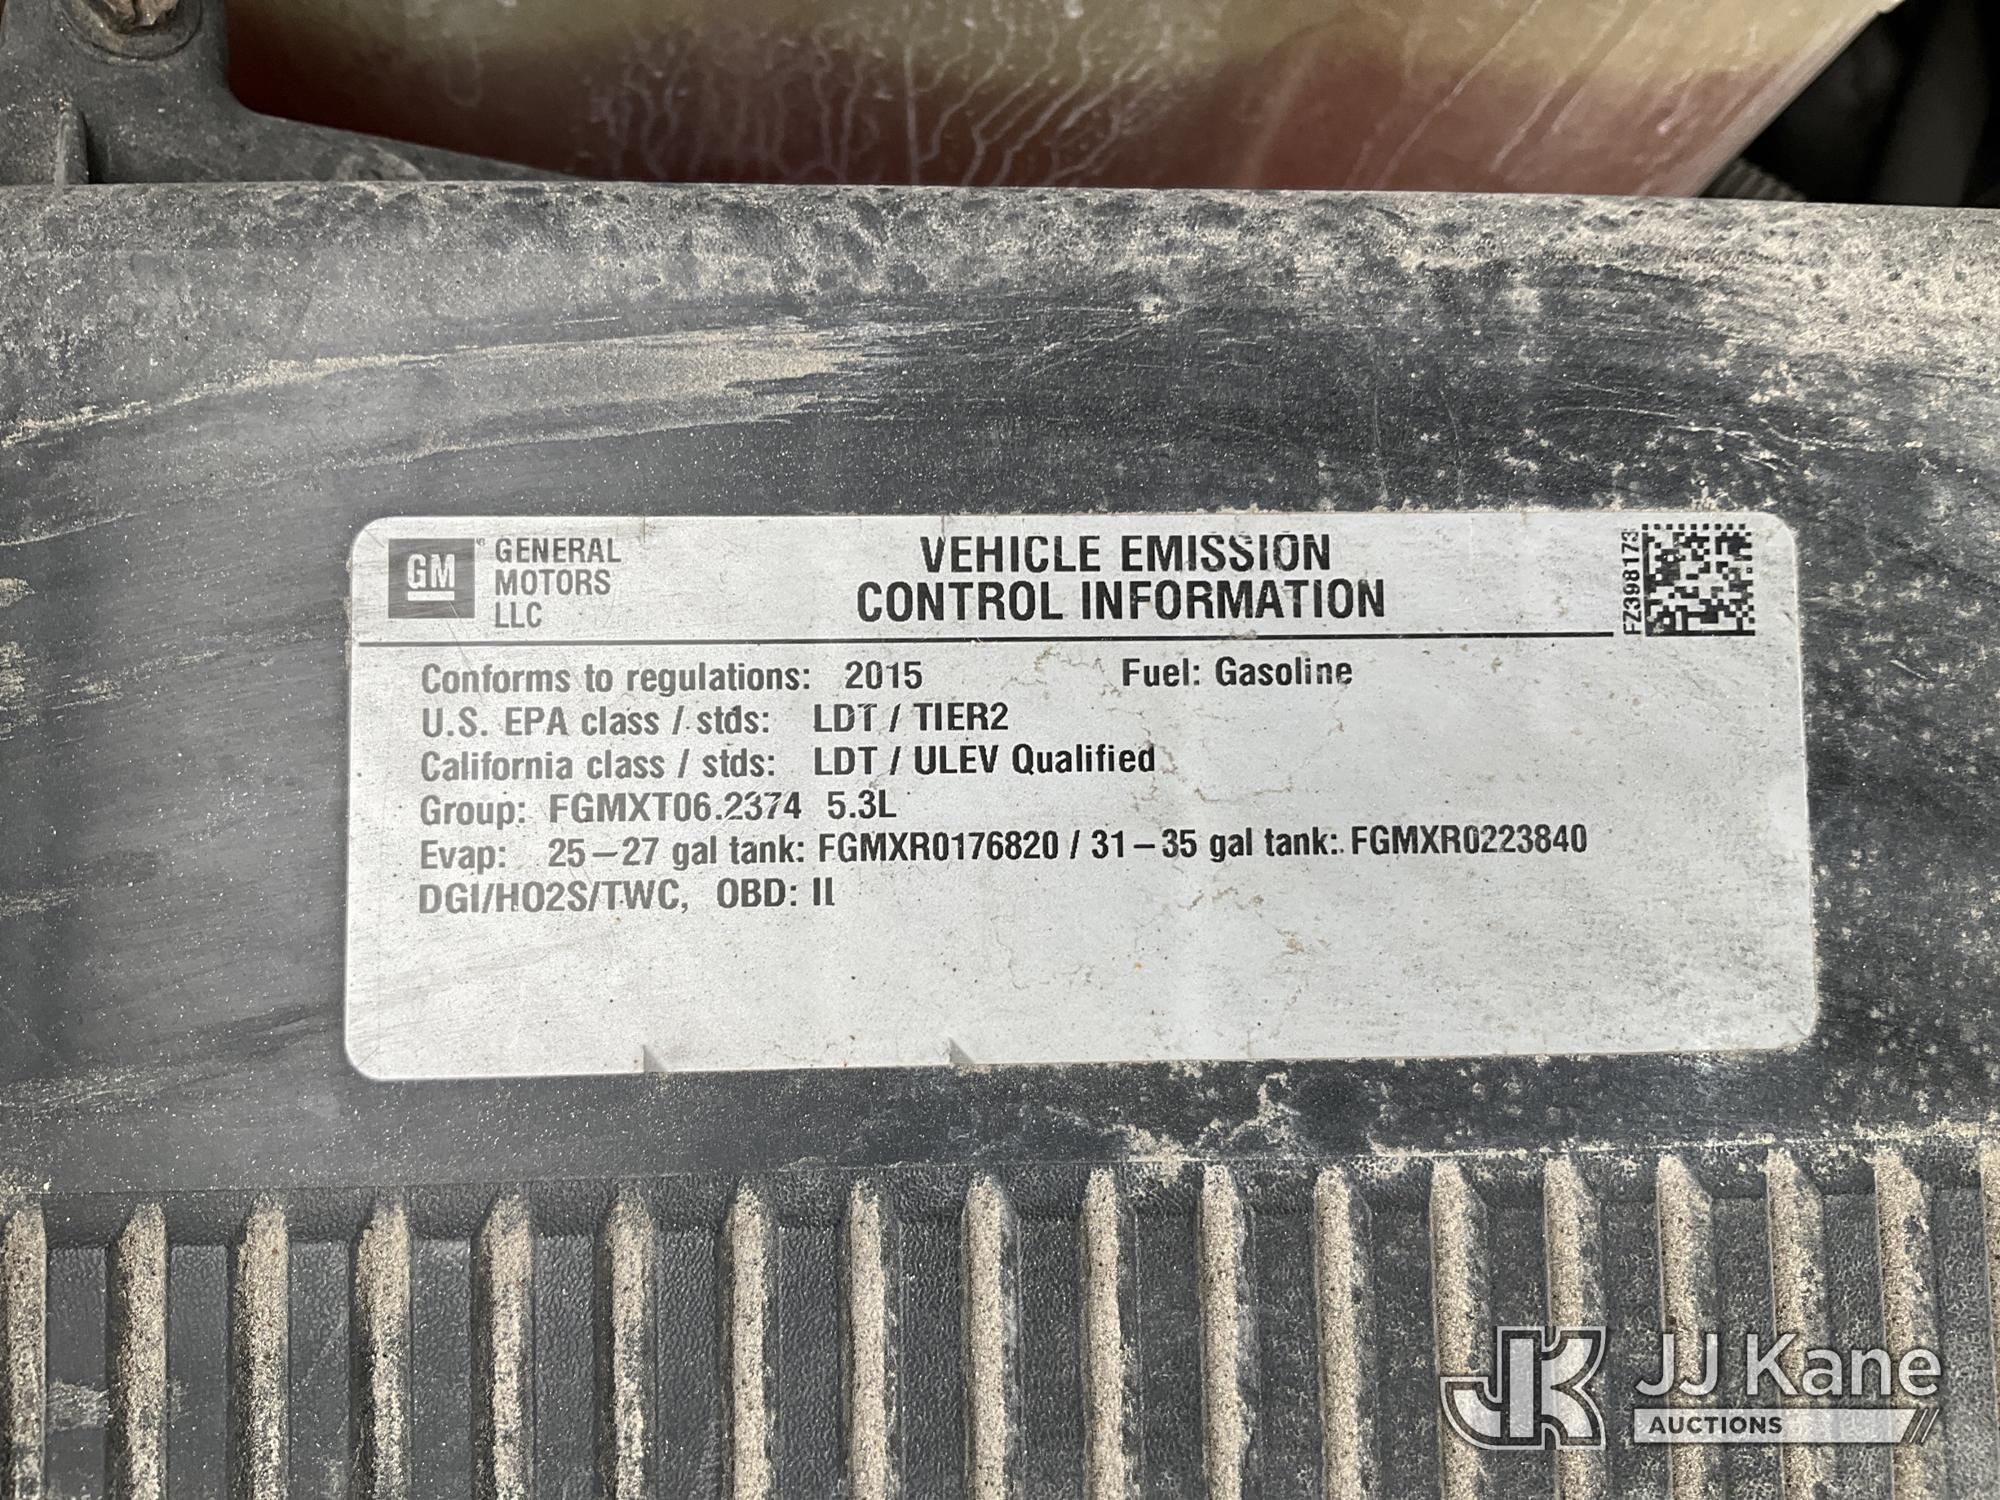 GM
GENERAL
MOTORS
LLC
VEHICLE EMISSION
CONTROL INFORMATION
FZ398173
Conforms to regulations: 2015 Fuel: Gasoline
U.S. EPA class / stds: LDT / TIER2
California class / stds: LDT / ULEV Qualified
Group: FGMXT06.2374 5.3L
Evap: 25-27 gal tank: FGMXR0176820 / 31-35 gal tank: FGMXR0223840
DGI/HO2S/TWC, OBD: II
JK JJ Kane
AUCTIONS